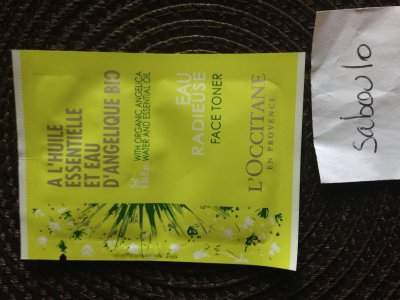 A L'HUILE
ESSENTIELLE
ET EAU
D'ANGELIQUE BIO
WITH ORGANIC ANGELICA
WATER AND ESSENTIAL OIL
EAU
RADIEUSE
FACE TONER
L'OCCITANE
EN PROVENCE
sabowlo